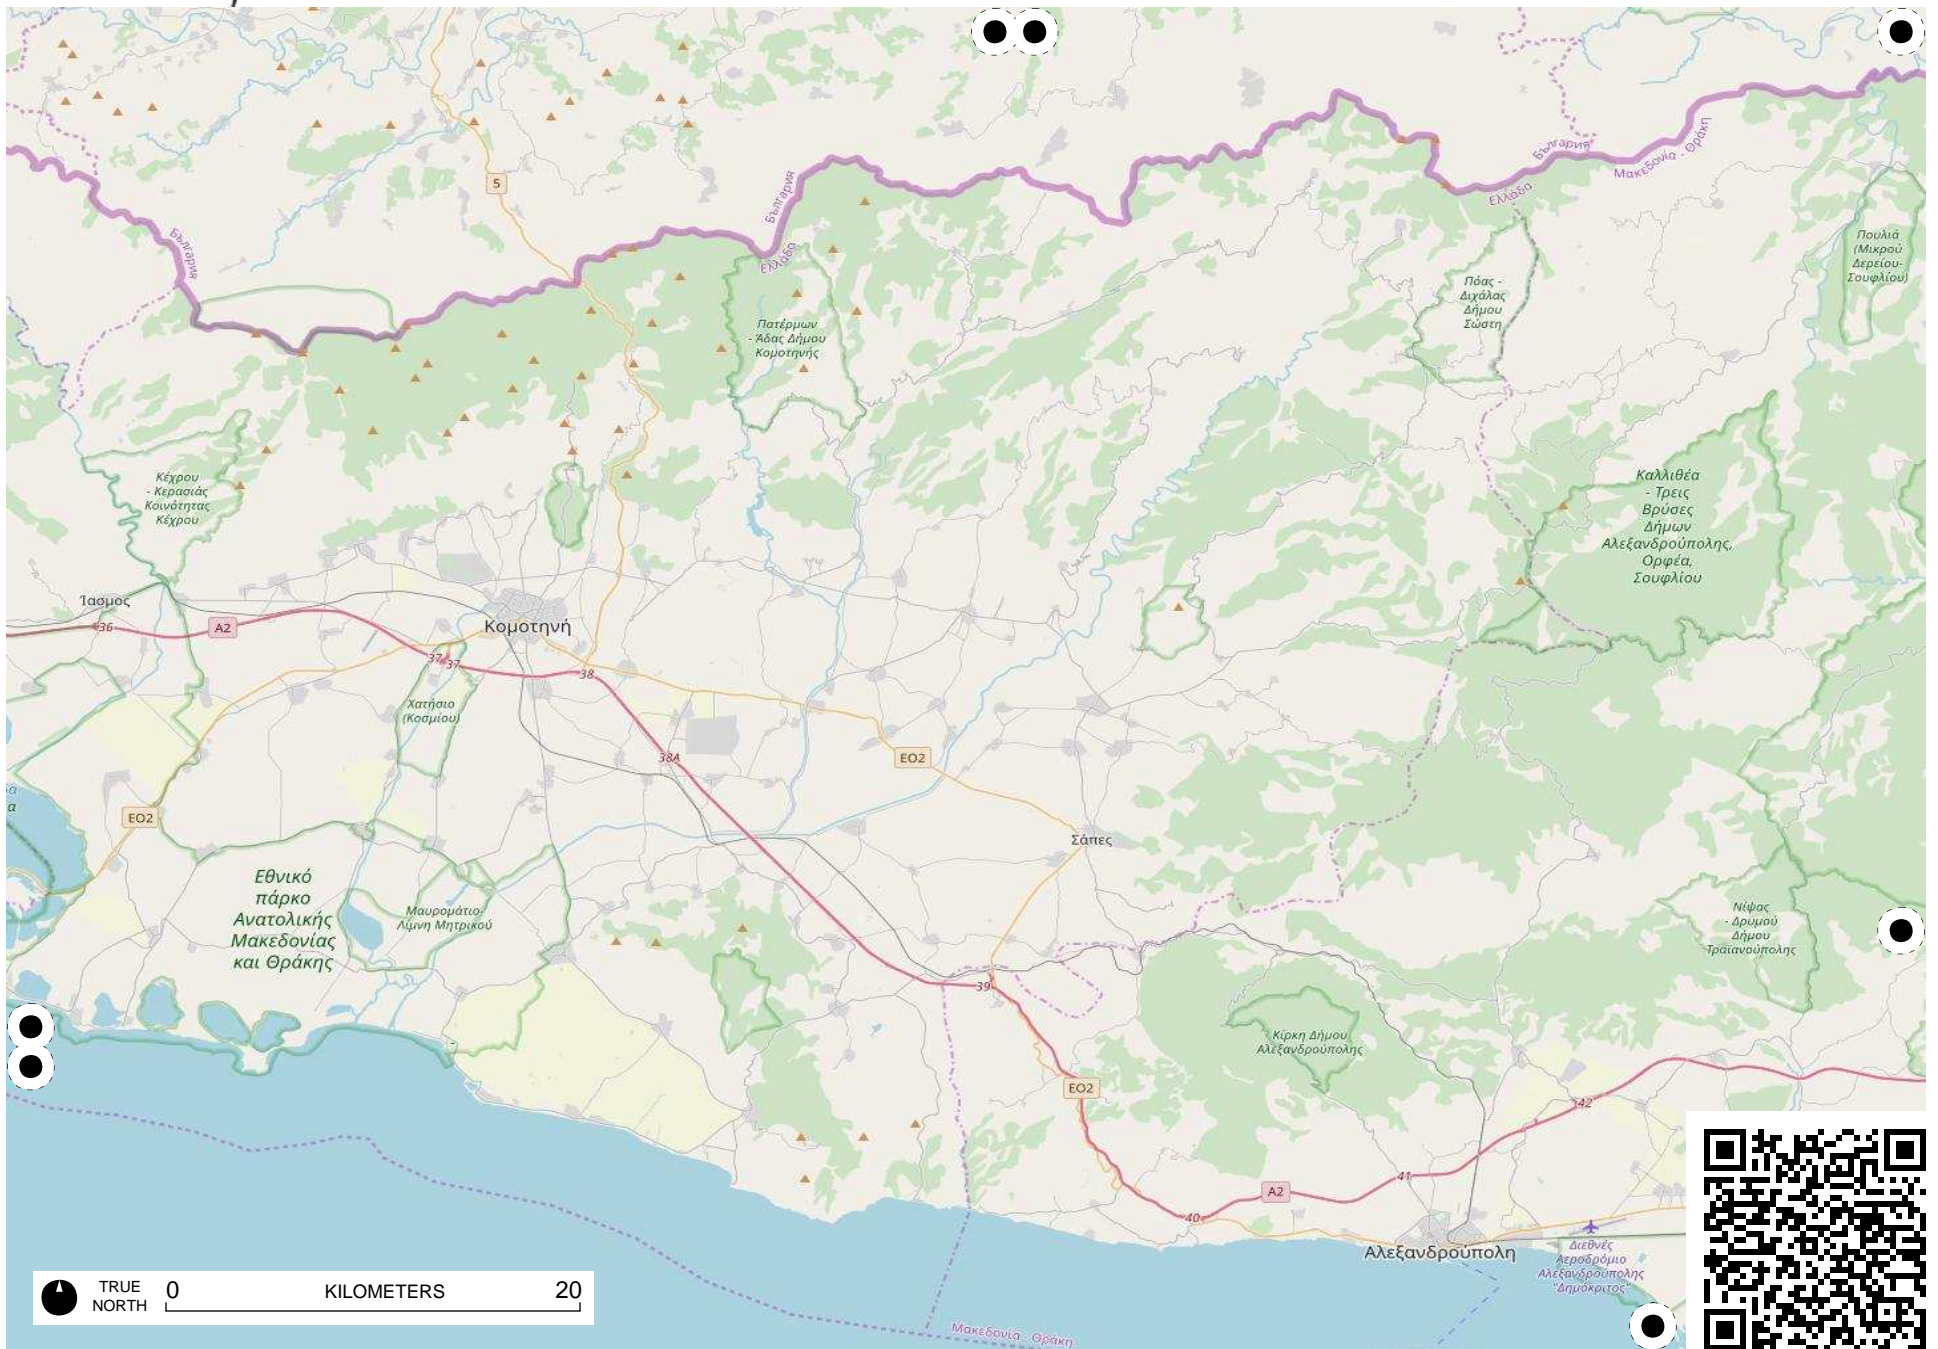 5
България
България
Ελλάδα
България
Ελλάδα
Μακεδονία - Θράκη
Πουλιά
(Μικρού
Δερείου-
Σουφλίου)
Πόας -
Διχάλας
Δήμου
Σώστη
Πατέρμων
- Άδας Δήμου
Κομοτηνής
Κέχρου
- Κερασιάς
Κοινότητας
Κέχρου
Καλλιθέα
- Τρεις
Βρύσες
Δήμων
Αλεξανδρούπολης,
Ορφέα,
Σουφλίου
Ίασμος
36
A2
Κομοτηνή
37
37
38
Χατήσιο
(Κοσμίου)
38A
EO2
EO2
Σάπες
Εθνικό
πάρκο
Ανατολικής
Μακεδονίας
και Θράκης
Μαυρομάτιο-
Λίμνη Μητρικού
Νίψας
- Δρυμού
Δήμου
Τραϊανούπολης
39
Κίρκη Δήμου
Αλεξανδρούπολης
EO2
42
41
A2
40
Αλεξανδρούπολη
Διεθνές
Αεροδρόμιο
Αλεξανδρούπολης
"Δημόκριτος"
Μακεδονία - Θράκη
TRUE
NORTH
0 KILOMETERS 20